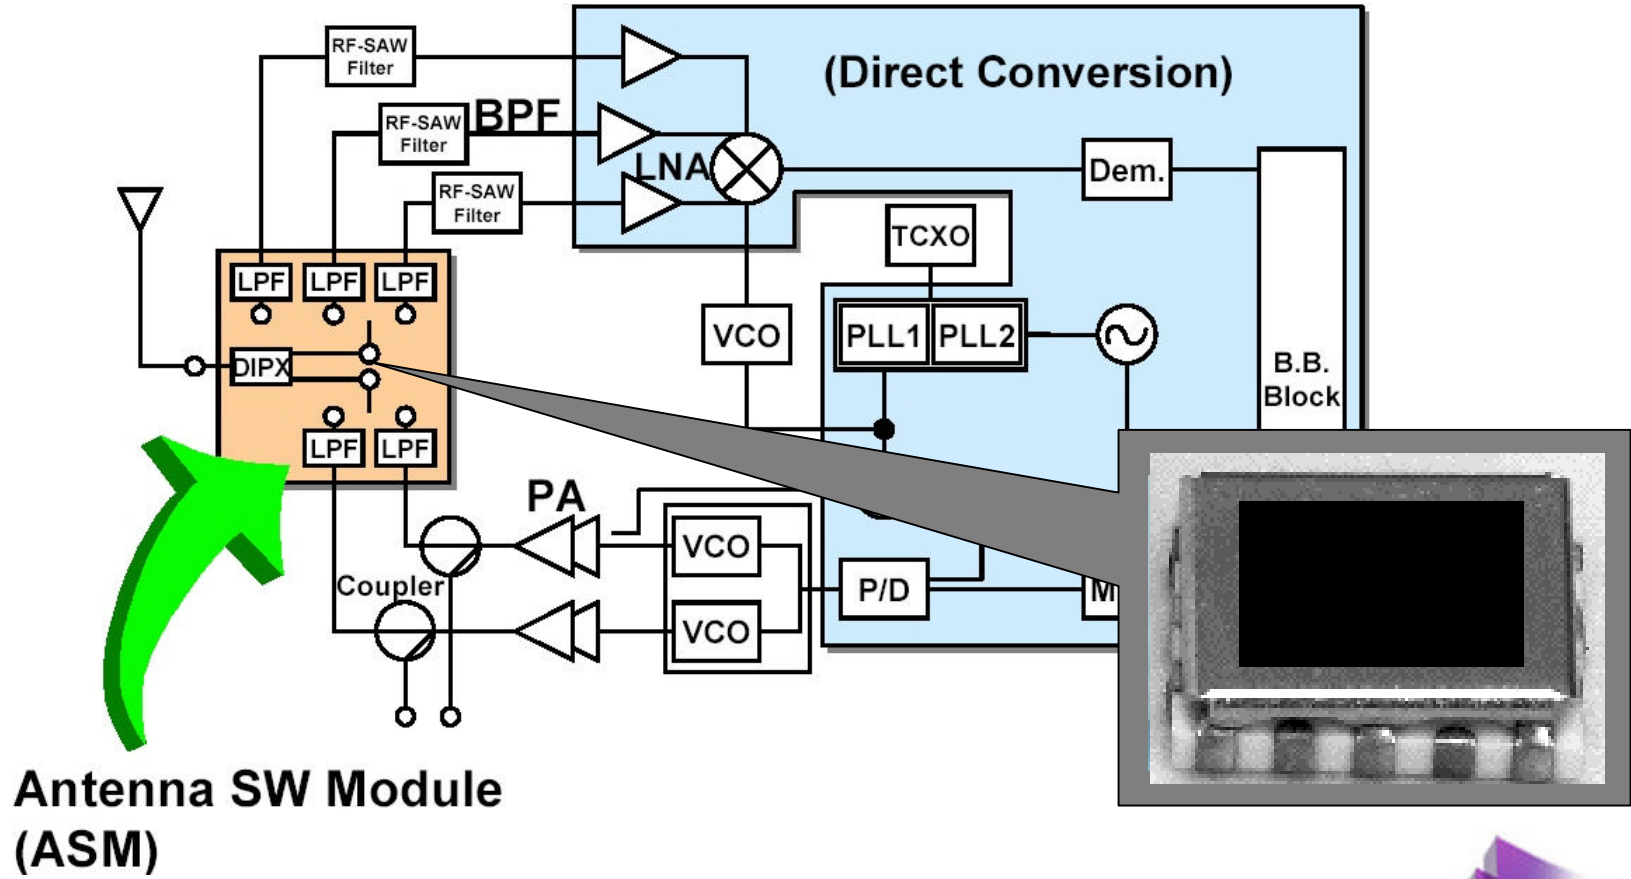 RF-SAW
Filter
(Direct Conversion)
RF-SAW
Filter
BPF
LNA
Dem.
RF-SAW
Filter
TCXO
LPF
LPF
LPF
VCO
PLL1
PLL2
DIPX
B.B.
Block
LPF
LPF
PA
VCO
Coupler
P/D
VCO
Antenna SW Module
(ASM)